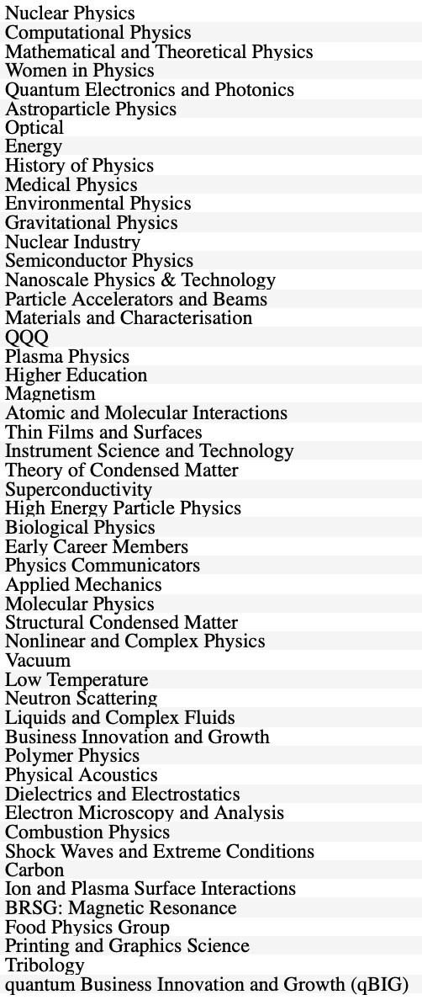 Nuclear Physics
Computational Physics
Mathematical and Theoretical Physics
Women in Physics
Quantum Electronics and Photonics
Astroparticle Physics
Optical
Energy
History of Physics
Medical Physics
Environmental Physics
Gravitational Physics
Nuclear Industry
Semiconductor Physics
Nanoscale Physics & Technology
Particle Accelerators and Beams
Materials and Characterisation
QQQ
Plasma Physics
Higher Education
Magnetism
Atomic and Molecular Interactions
Thin Films and Surfaces
Instrument Science and Technology
Theory of Condensed Matter
Superconductivity
High Energy Particle Physics
Biological Physics
Early Career Members
Physics Communicators
Applied Mechanics
Molecular Physics
Structural Condensed Matter
Nonlinear and Complex Physics
Vacuum
Low Temperature
Neutron Scattering
Liquids and Complex Fluids
Business Innovation and Growth
Polymer Physics
Physical Acoustics
Dielectrics and Electrostatics
Electron Microscopy and Analysis
Combustion Physics
Shock Waves and Extreme Conditions
Carbon
Ion and Plasma Surface Interactions
BRSG: Magnetic Resonance
Food Physics Group
Printing and Graphics Science
Tribology
quantum Business Innovation and Growth (qBIG)